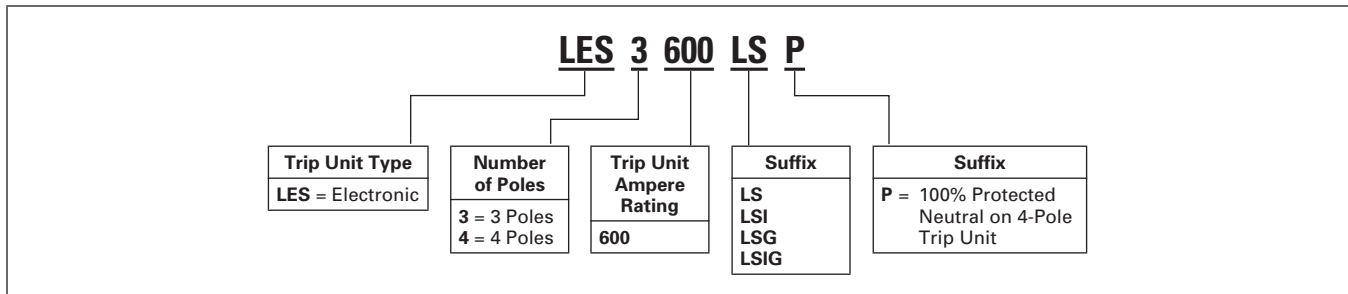 LES 3 600 LS P
Trip Unit Type
LES = Electronic
Number
of Poles
3 = 3 Poles
4 = 4 Poles
Trip Unit
Ampere
Rating
600
Suffix
LS
LSI
LSG
LSIG
Suffix
P = 100% Protected
Neutral on 4-Pole
Trip Unit